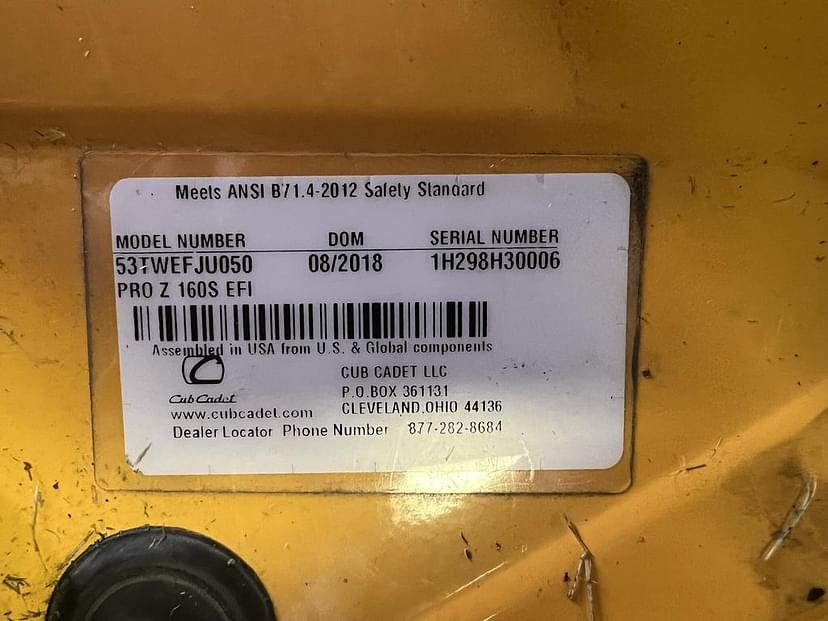 Meets ANSI B71.4-2012 Safety Standard
MODEL NUMBER DOM SERIAL NUMBER
53TWEFJU050 08/2018 1H298H30006
PRO Z 160S EFI
Assembled in USA from U.S. & Global components
CUB CADET LLC
P.O.BOX 361131
Cub Cadet
CLEVELAND,OHIO 44136
www.cubcadet.com
Dealer Locator Phone Number 877-282-8684